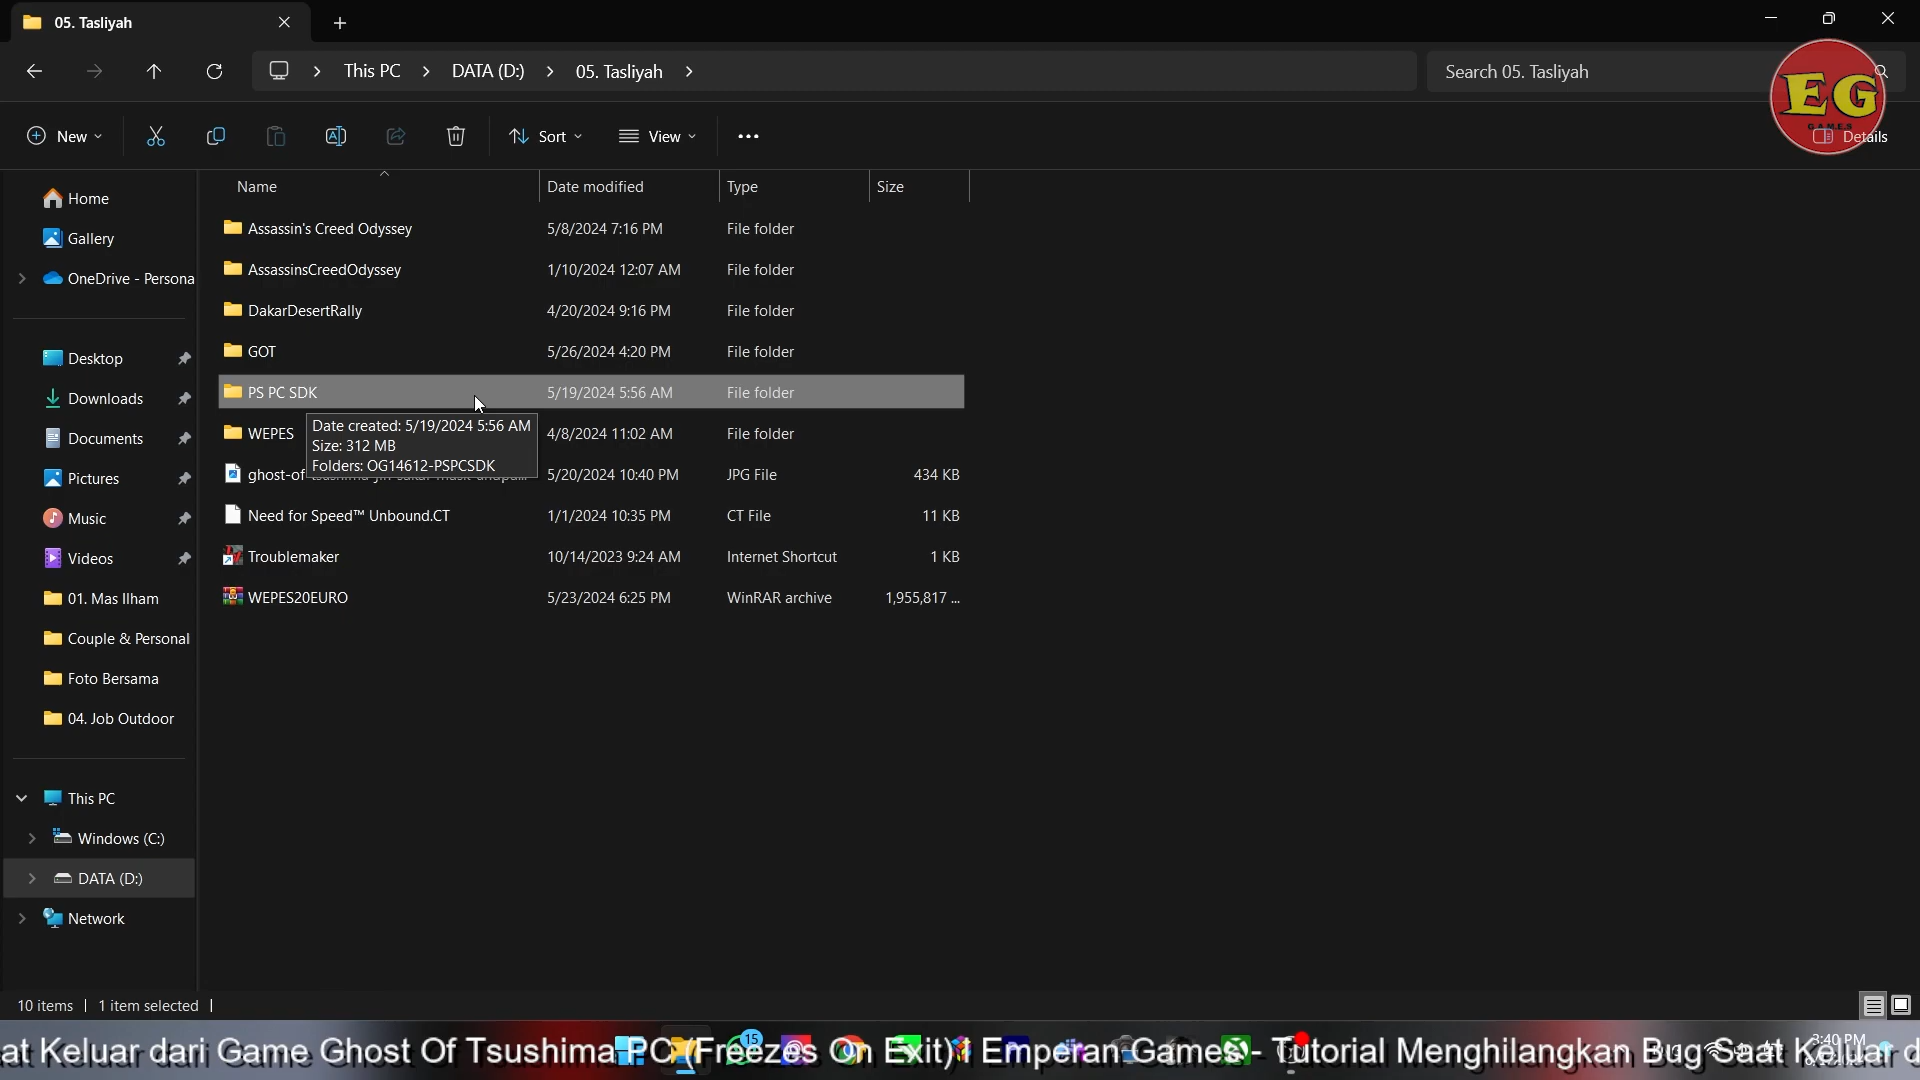 05. Tasliyah
This PC
DATA (D:)
05. Tasliyah
Search 05. Tasliyah
EG
GAMES
New
Sort
View
Details
Home
Gallery
OneDrive - Persona
Desktop
Downloads
Documents
Pictures
Music
Videos
01. Mas Ilham
Couple & Personal
Foto Bersama
04. Job Outdoor
This PC
Windows (C:)
DATA (D:)
Network
Name Date modified Type Size
Assassin's Creed Odyssey 5/8/2024 7:16 PM File folder
AssassinsCreedOdyssey 1/10/2024 12:07 AM File folder
DakarDesertRally 4/20/2024 9:16 PM File folder
GOT 5/26/2024 4:20 PM File folder
PS PC SDK 5/19/2024 5:56 AM File folder
WEPES 4/8/2024 11:02 AM File folder
Date created: 5/19/2024 5:56 AM
Size: 312 MB
Folders: OG14612-PSPCSDK
ghost-of 5/20/2024 10:40 PM JPG File 434 KB
Need for Speed™ Unbound.CT 1/1/2024 10:35 PM CT File 11 KB
Troublemaker 10/14/2023 9:24 AM Internet Shortcut 1 KB
WEPES20EURO 5/23/2024 6:25 PM WinRAR archive 1,955,817 ...
10 items 1 item selected
15
3:40 PM
at Keluar dari Game Ghost Of Tsushima PC (Freezes On Exit) I Emperan Games - Tutorial Menghilangkan Bug Saat Keluar d